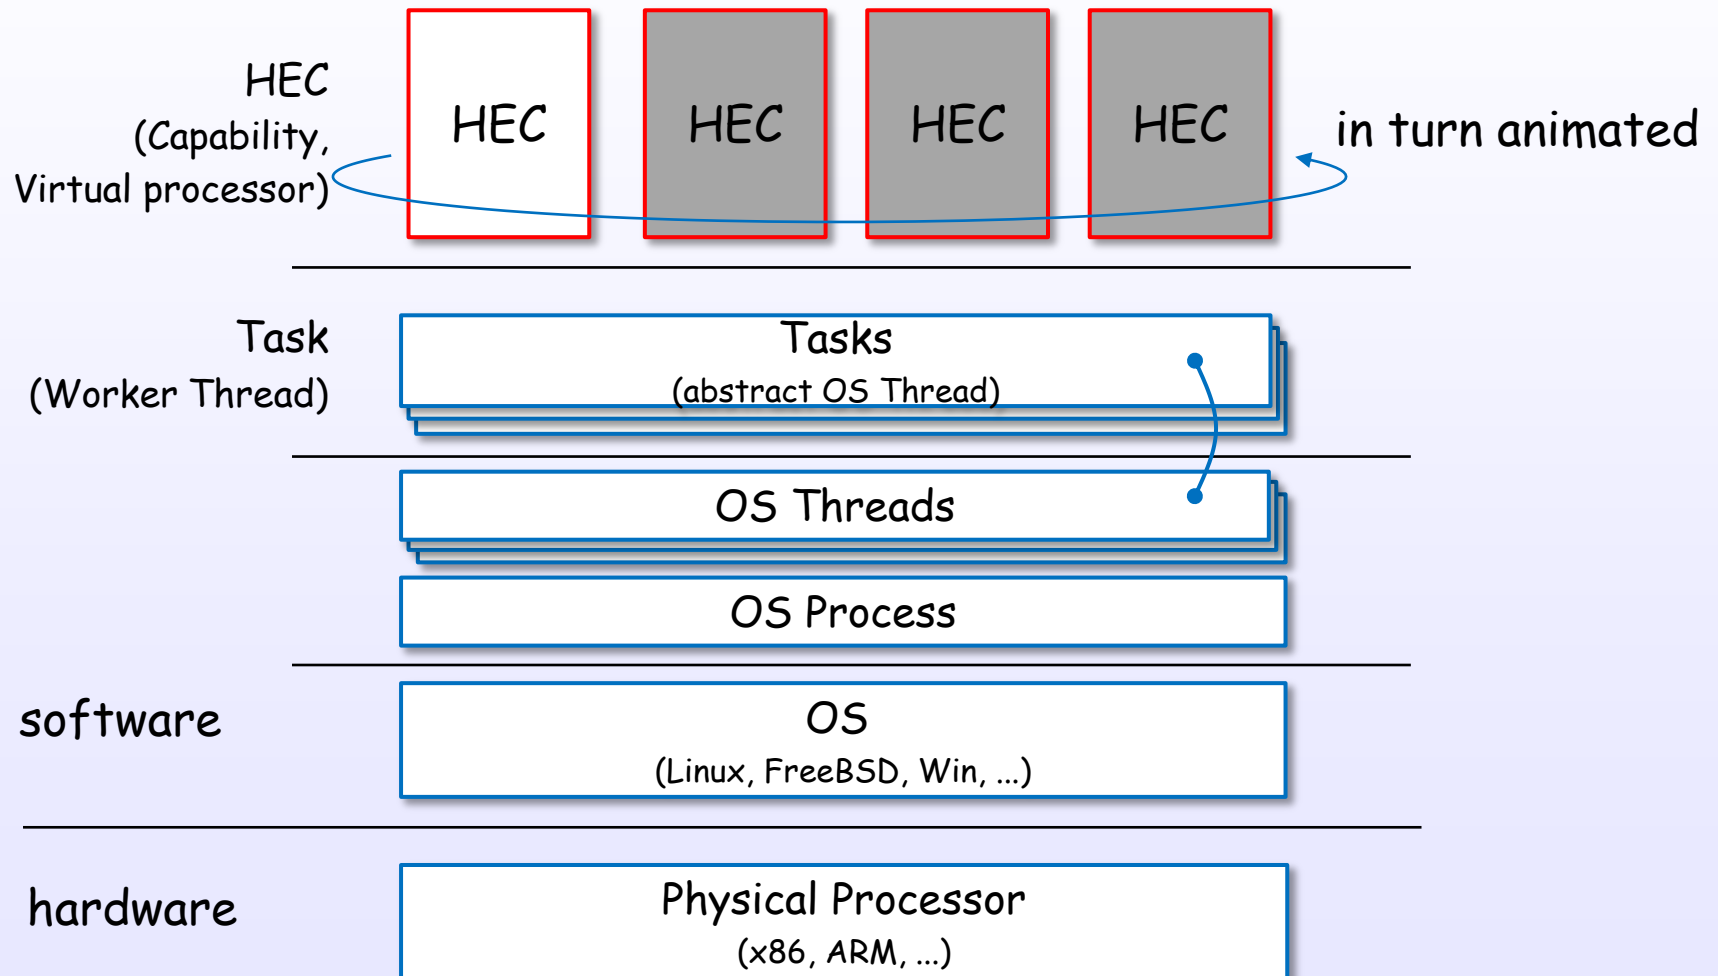 HEC
(Capability,
Virtual processor)
HEC
HEC
HEC
HEC
in turn animated
Task
(Worker Thread)
Tasks
(abstract OS Thread)
OS Threads
OS Process
software
OS
(Linux, FreeBSD, Win, ...)
hardware
Physical Processor
(x86, ARM, ...)